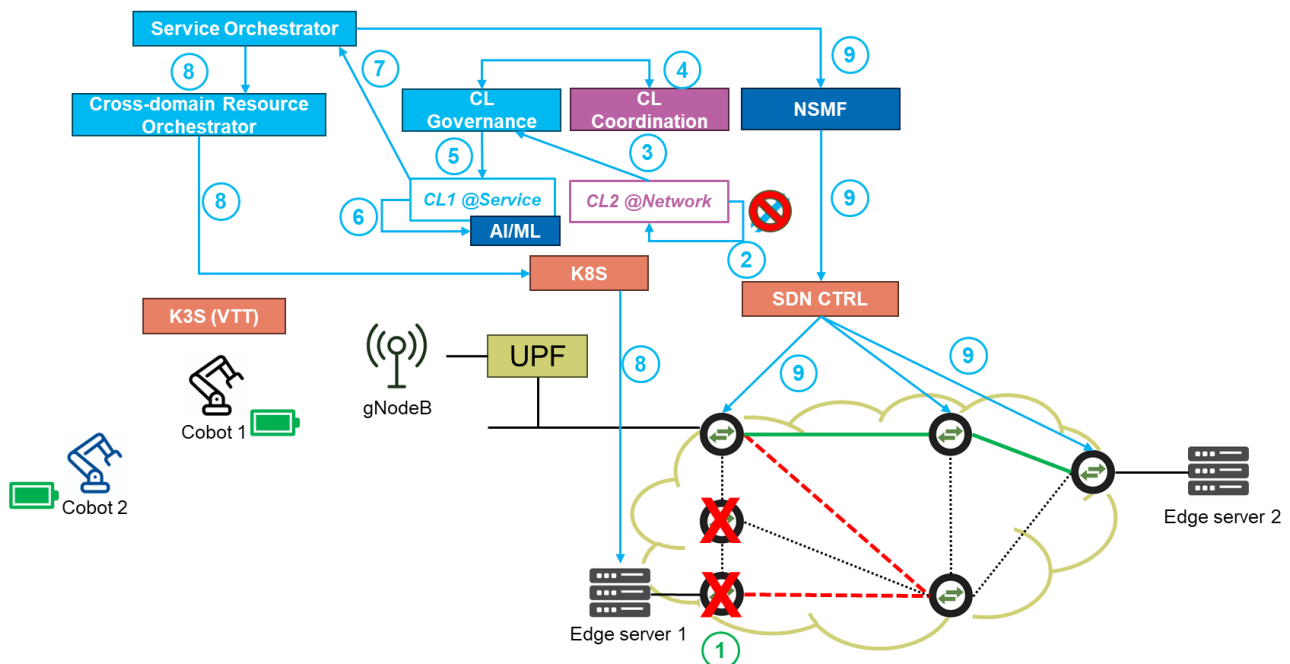 Service Orchestrator
8
7
4
9
Cross-domain Resource
Orchestrator
CL
Governance
CL
Coordination
NSMF
5
3
8
9
6
CL1 @Service
AI/ML
CL2 @Network
2
K8S
SDN CTRL
K3S (VTT)
UPF
8
9
9
gNodeB
Cobot 1
Cobot 2
Edge server 2
Edge server 1
1